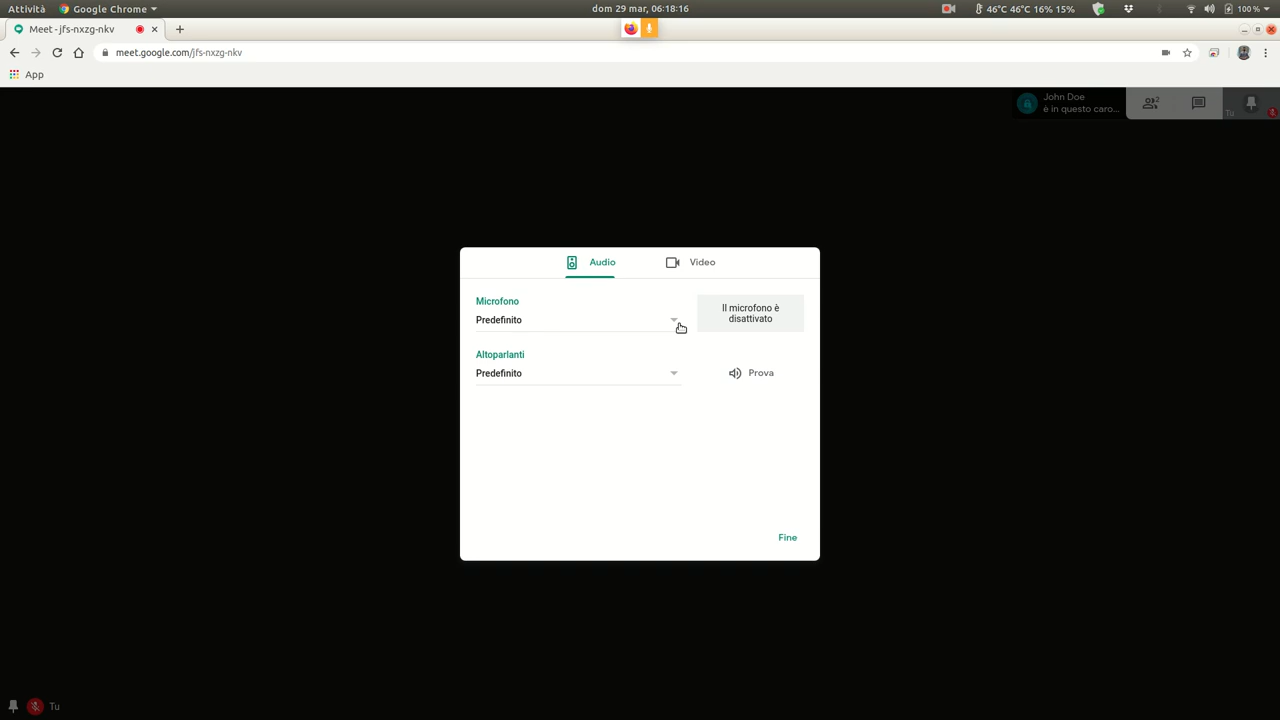 Attività
Google Chrome
dom 29 mar, 06:18:16
46°C 46°C 16% 15%
100 %
Meet - jfs-nxzg-nkv
meet.google.com/jfs-nxzg-nkv
App
John Doe
è in questo caro...
2
Tu
Audio
Video
Microfono
Predefinito
Il microfono è
disattivato
Altoparlanti
Predefinito
Prova
Fine
Tu